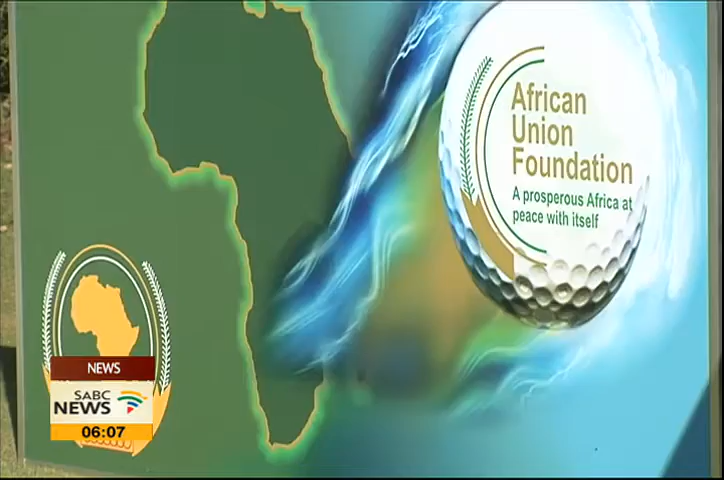 African
Union
Foundation
A prosperous Africa at
peace with itself
NEWS
SABC
NEWS
06:07